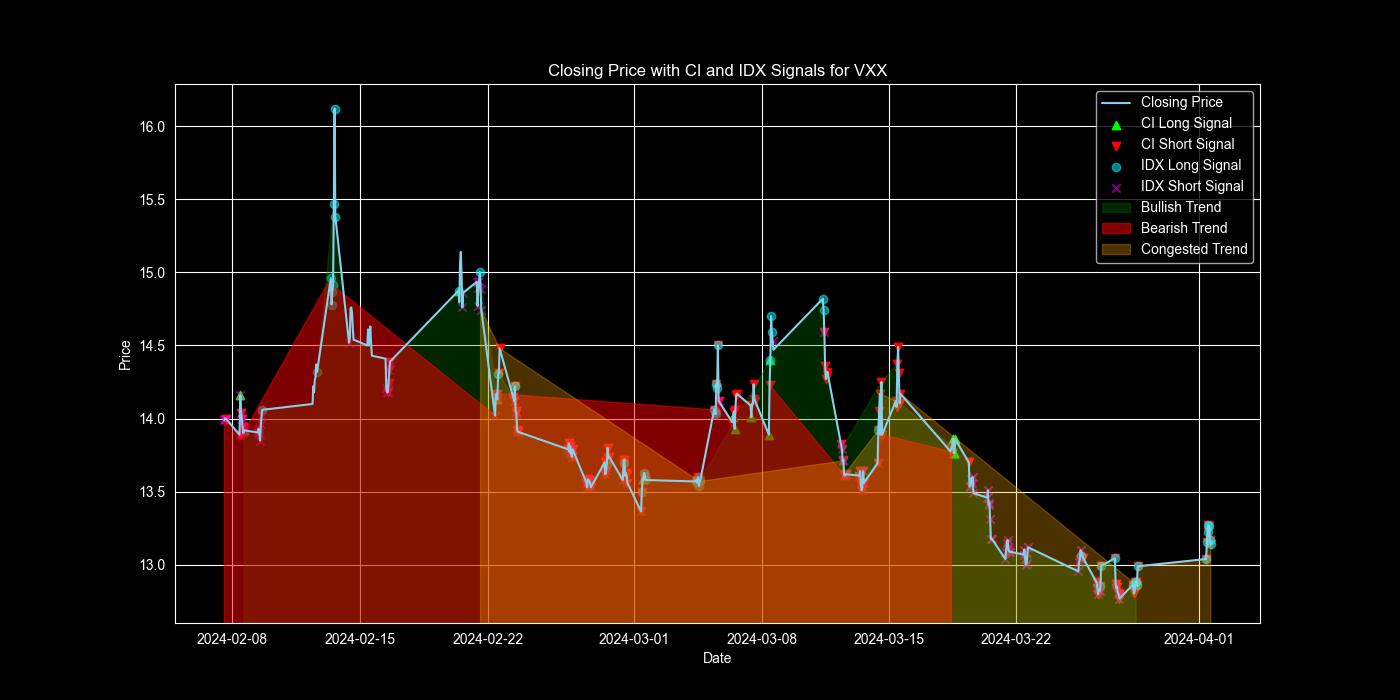 Closing Price with CI and IDX Signals for VXX
Closing Price
CI Long Signal
CI Short Signal
IDX Long Signal
IDX Short Signal
Bullish Trend
Bearish Trend
Congested Trend
Price
16.0
15.5
15.0
14.5
14.0
13.5
13.0
2024-02-08 2024-02-15 2024-02-22 2024-03-01 2024-03-08 2024-03-15 2024-03-22 2024-04-01
Date